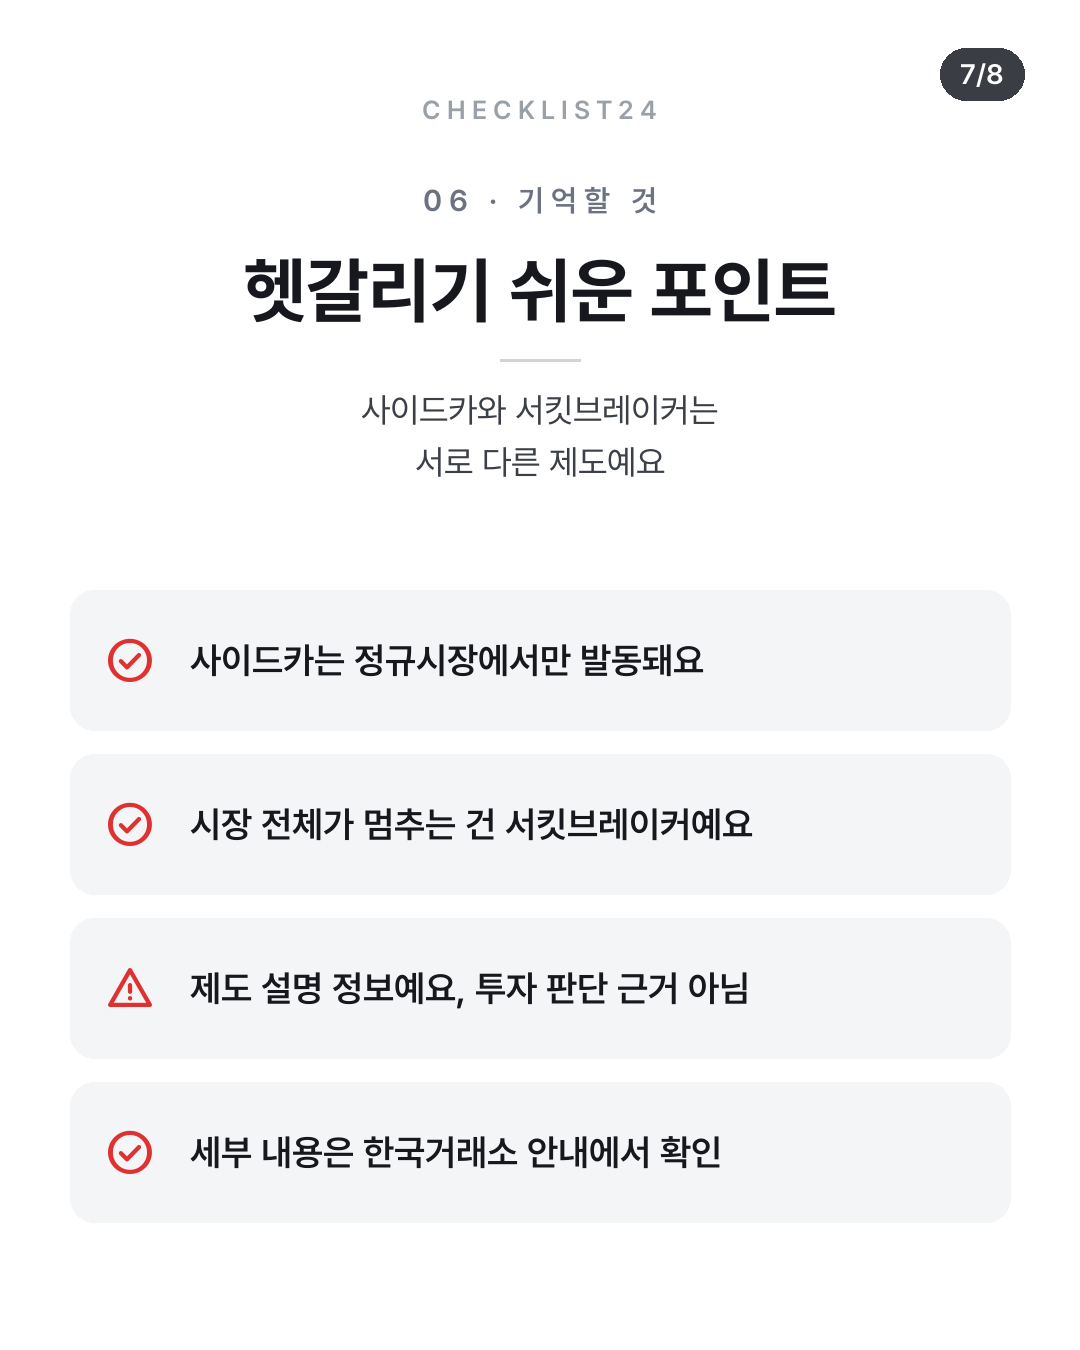 7/8
CHECKLIST24
06 · 기억할 것
헷갈리기 쉬운 포인트
사이드카와 서킷브레이커는
서로 다른 제도예요
사이드카는 정규시장에서만 발동돼요
시장 전체가 멈추는 건 서킷브레이커예요
제도 설명 정보예요, 투자 판단 근거 아님
세부 내용은 한국거래소 안내에서 확인